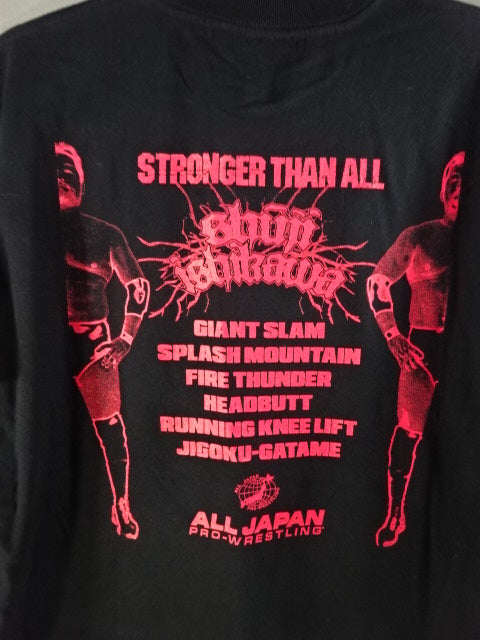 STRONGER THAN ALL
shuji
ishikawa
GIANT SLAM
SPLASH MOUNTAIN
FIRE THUNDER
HEADBUTT
RUNNING KNEE LIFT
JIGOKU-GATAME
ALL JAPAN
PRO-WRESTLING